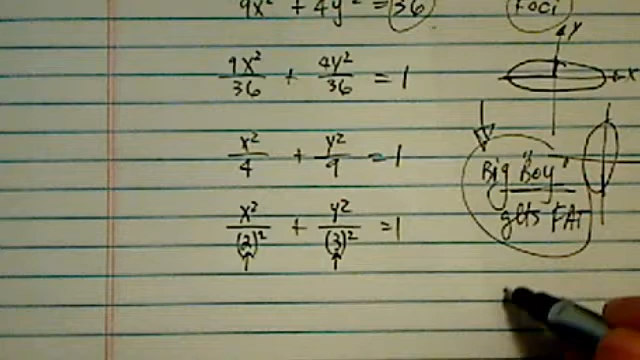 9x² + 4y² = 36
Foci
y
9x²/36 + 4y²/36 = 1
x
x²/4 + y²/9 = 1
"Big Boy"
gets FAT
x²/(2)² + y²/(3)² = 1